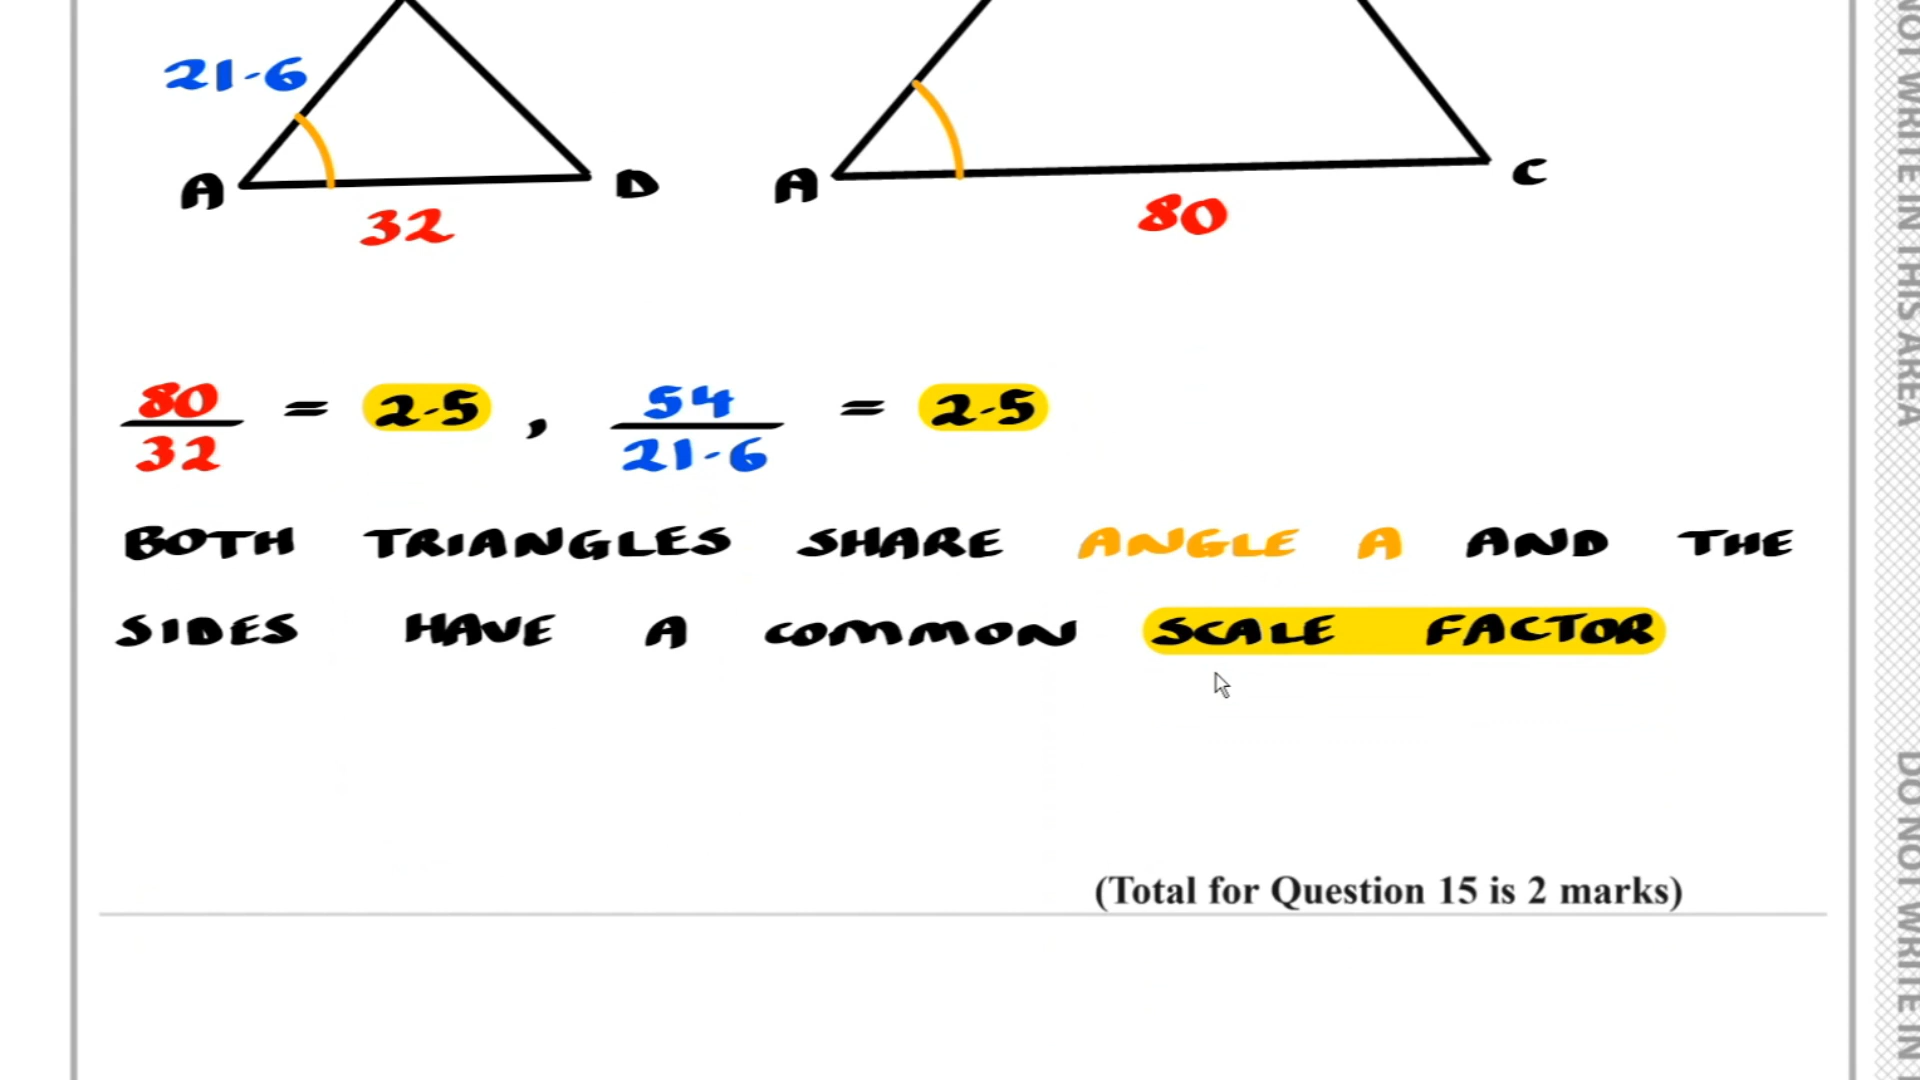 21.6
A
D
A
C
32
80
80/32 = 2.5 , 54/21.6 = 2.5
BOTH TRIANGLES SHARE ANGLE A AND THE
SIDES HAVE A COMMON SCALE FACTOR
(Total for Question 15 is 2 marks)
NOT WRITE IN THIS AREA
DO NOT WRITE IN